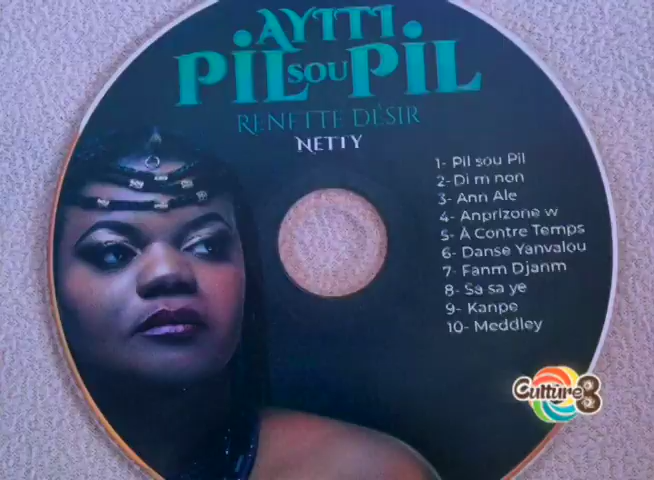 AYITI
PiL SOU PiL
RENETTE DÉSIR
NETTY
1- Pil sou Pil
2- Di m non
3- Ann Ale
4- Anprizone w
5- À Contre Temps
6- Danse Yanvalou
7- Fanm Djanm
8- Sa sa ye
9- Kanpe
10- Meddley
Culture 8